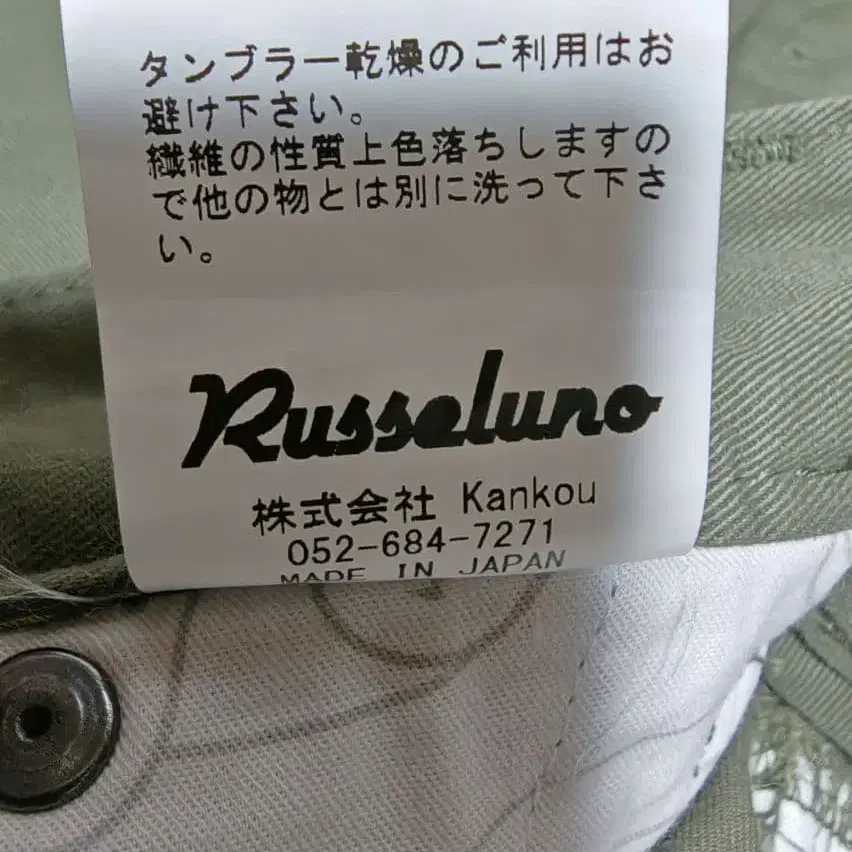 タンブラー乾燥のご利用はお
避け下さい。
繊維の性質上色落ちしますの
で他の物とは別に洗って下さ
い。
Russeluno
株式会社 Kankou
052-684-7271
MADE IN JAPAN